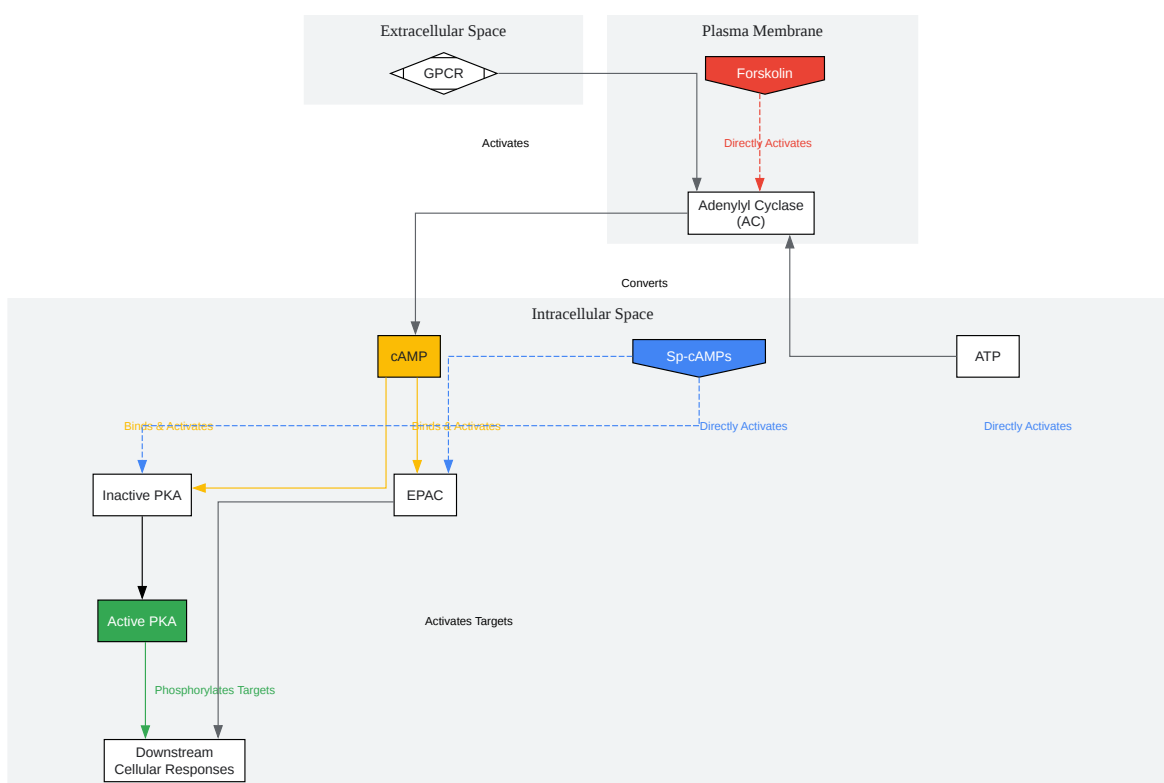 Extracellular Space
Plasma Membrane
GPCR
Forskolin
Activates
Directly Activates
Adenylyl Cyclase
(AC)
Converts
Intracellular Space
cAMP
Sp-cAMPs
ATP
Binds & Activates
Binds & Activates
Directly Activates
Directly Activates
Inactive PKA
EPAC
Active PKA
Activates Targets
Phosphorylates Targets
Downstream
Cellular Responses